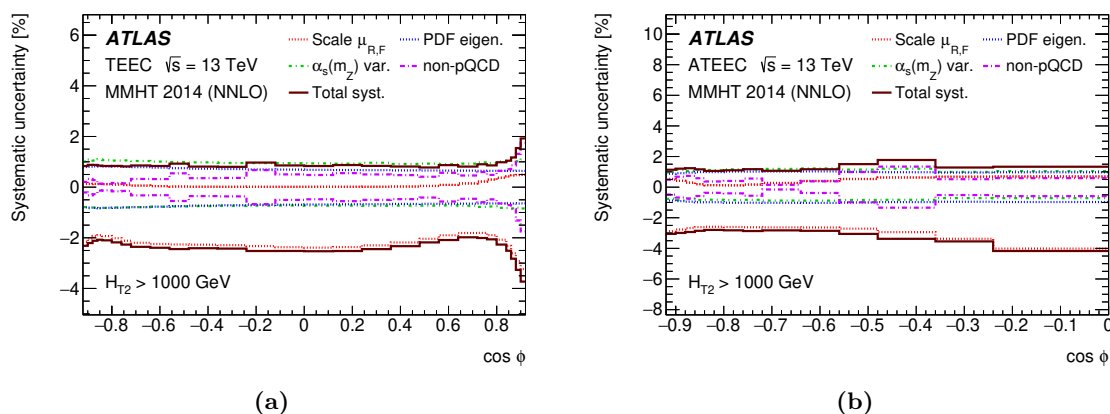 Systematic uncertainty [%]
6
4
2
0
−2
−4
ATLAS
TEEC √s = 13 TeV
MMHT 2014 (NNLO)
Scale μR,F
PDF eigen.
αs(mZ) var.
non-pQCD
Total syst.
HT2 > 1000 GeV
−0.8 −0.6 −0.4 −0.2 0 0.2 0.4 0.6 0.8
cos ϕ
(a)
Systematic uncertainty [%]
10
8
6
4
2
0
−2
−4
−6
−8
ATLAS
ATEEC √s = 13 TeV
MMHT 2014 (NNLO)
Scale μR,F
PDF eigen.
αs(mZ) var.
non-pQCD
Total syst.
HT2 > 1000 GeV
−0.9 −0.8 −0.7 −0.6 −0.5 −0.4 −0.3 −0.2 −0.1 0
cos ϕ
(b)